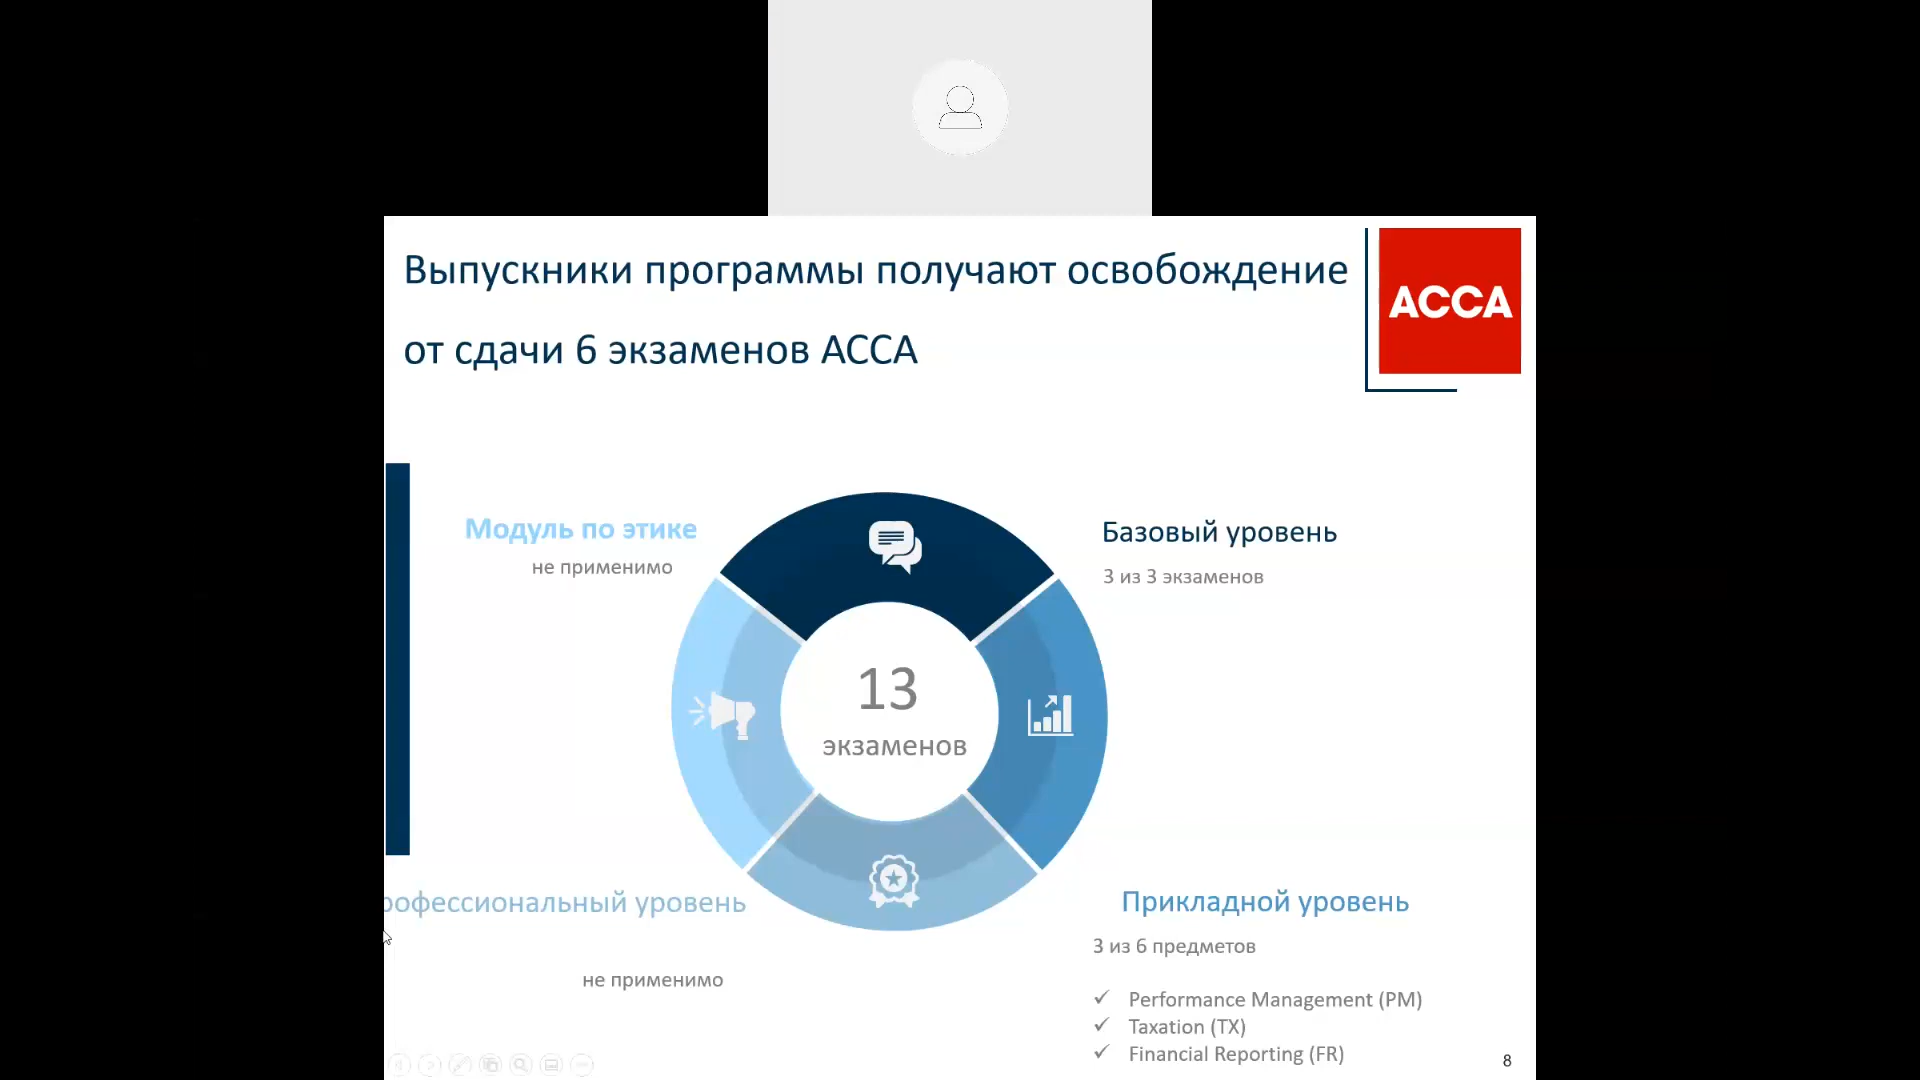 Выпускники программы получают освобождение
от сдачи 6 экзаменов АССА
ACCA
Модуль по этике
не применимо
Базовый уровень
3 из 3 экзаменов
13
экзаменов
рофессиональный уровень
не применимо
Прикладной уровень
3 из 6 предметов
✓ Performance Management (PM)
✓ Taxation (TX)
✓ Financial Reporting (FR)
8